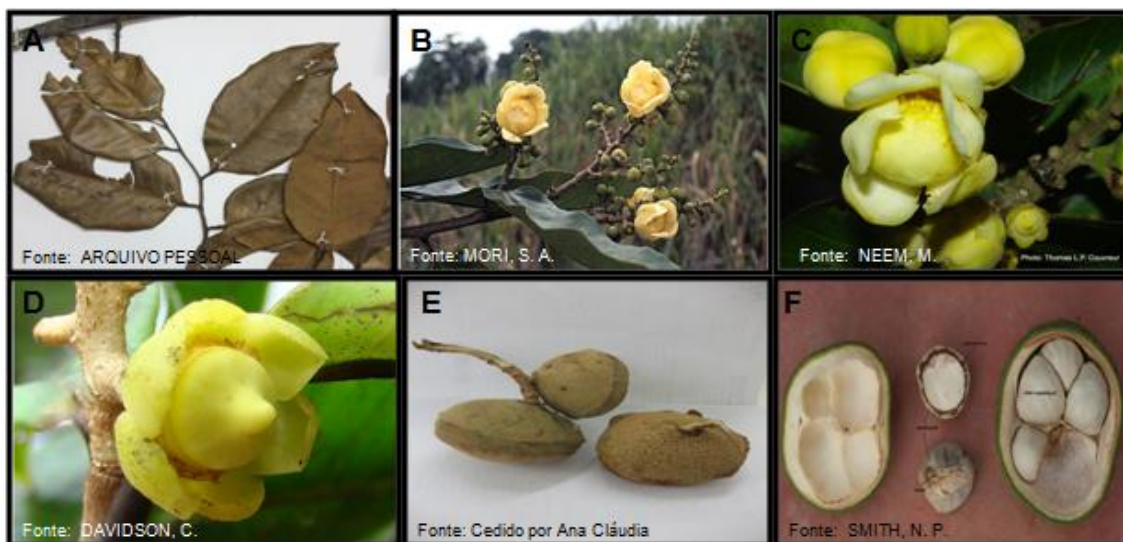 A
Fonte: ARQUIVO PESSOAL
B
Fonte: MORI, S. A.
C
Fonte: NEEM, M.
Photo: Thomas L.P. Couvreur
D
Fonte: DAVIDSON, C.
E
Fonte: Cedido por Ana Cláudia
F
Fonte: SMITH, N. P.